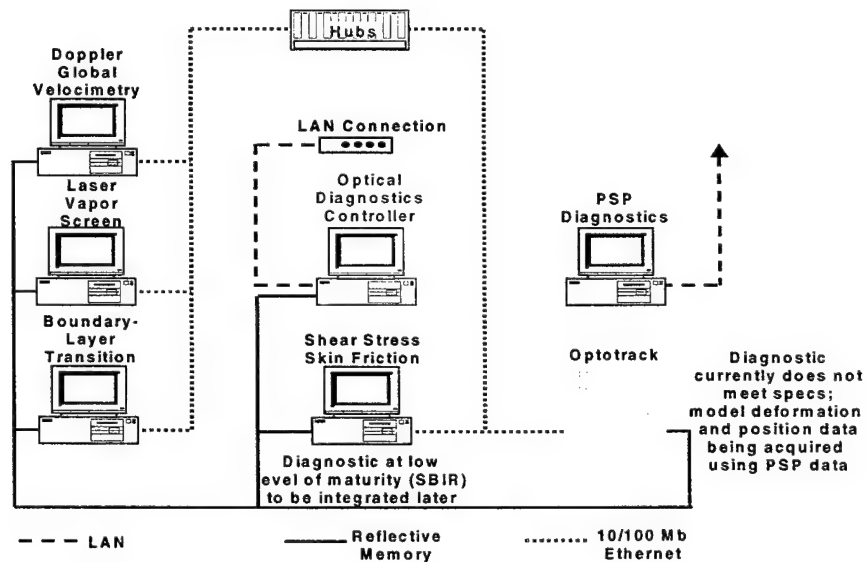 Hubs
Doppler
Global
Velocimetry
LAN Connection
Laser
Vapor
Screen
Optical
Diagnostics
Controller
PSP
Diagnostics
Boundary-
Layer
Transition
Shear Stress
Skin Friction
Optotrack
Diagnostic
currently does not
meet specs;
model deformation
and position data
being acquired
using PSP data
Diagnostic at low
evel of maturity (SBIR)
to be integrated later
LAN
Reflective
Memory
10/100 Mb
Ethernet